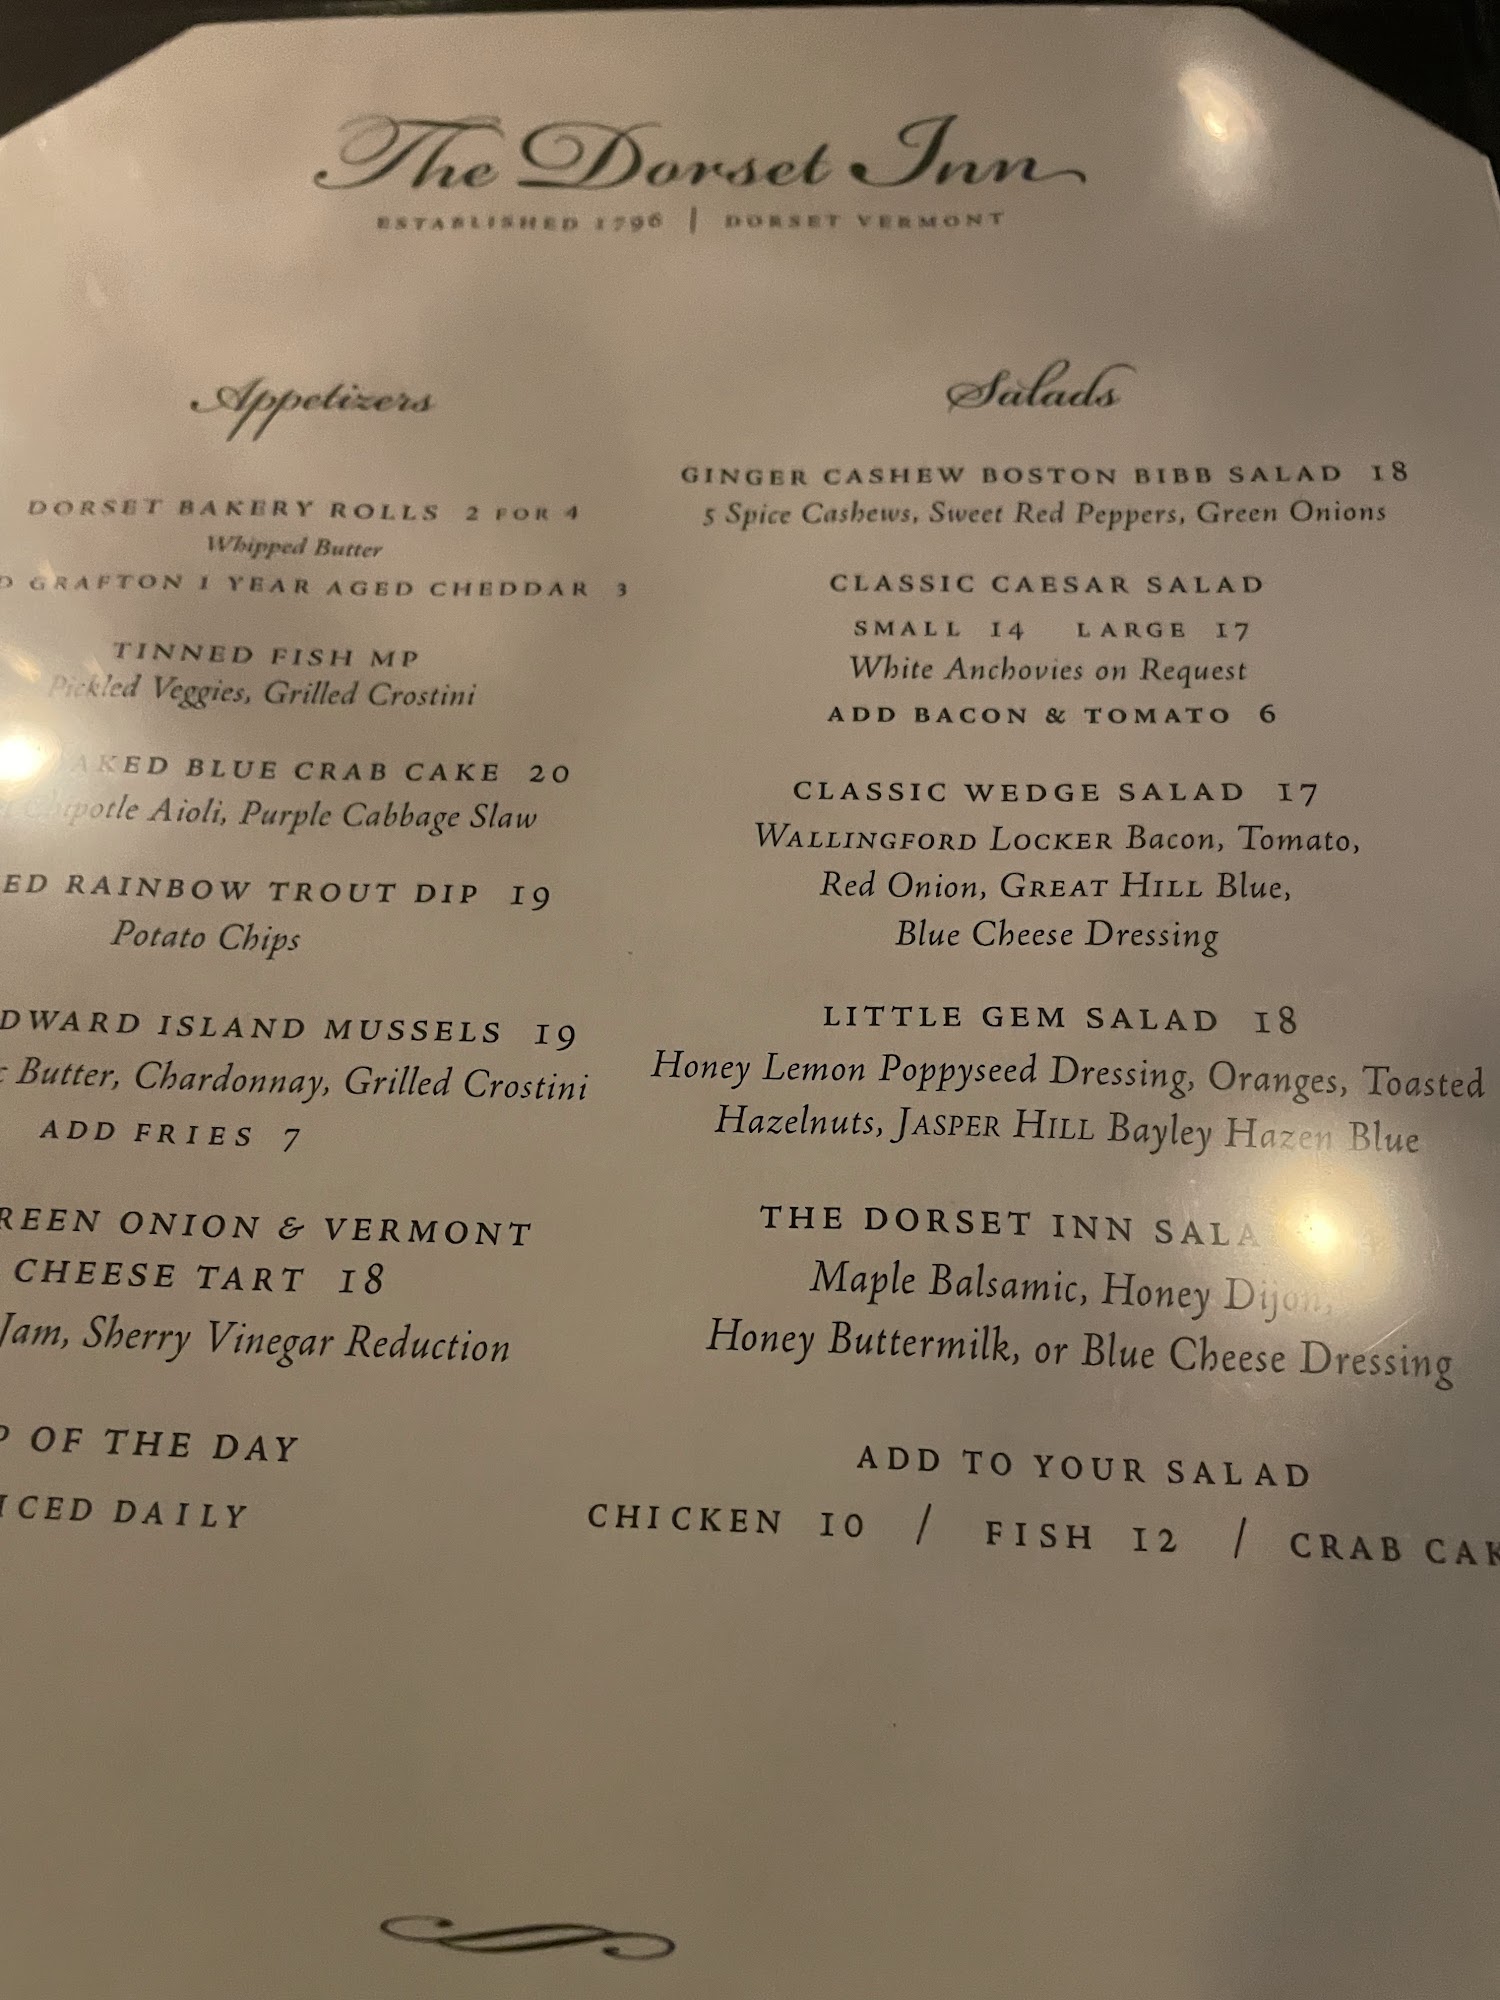 The Dorset Inn
ESTABLISHED 1796 | DORSET VERMONT
Appetizers
DORSET BAKERY ROLLS 2 FOR 4
Whipped Butter
GRAFTON 1 YEAR AGED CHEDDAR 3
TINNED FISH MP
Pickled Veggies, Grilled Crostini
BLUE CRAB CAKE 20
Chipotle Aioli, Purple Cabbage Slaw
RAINBOW TROUT DIP 19
Potato Chips
ISLAND MUSSELS 19
Butter, Chardonnay, Grilled Crostini
ADD FRIES 7
ONION & VERMONT
CHEESE TART 18
Jam, Sherry Vinegar Reduction
OF THE DAY
DAILY
Salads
GINGER CASHEW BOSTON BIBB SALAD 18
5 Spice Cashews, Sweet Red Peppers, Green Onions
CLASSIC CAESAR SALAD
SMALL 14 LARGE 17
White Anchovies on Request
ADD BACON & TOMATO 6
CLASSIC WEDGE SALAD 17
WALLINGFORD LOCKER Bacon, Tomato,
Red Onion, GREAT HILL Blue,
Blue Cheese Dressing
LITTLE GEM SALAD 18
Honey Lemon Poppyseed Dressing, Oranges, Toasted
Hazelnuts, JASPER HILL Bayley Hazen Blue
THE DORSET INN
Maple Balsamic, Honey Dijon,
Honey Buttermilk, or Blue Cheese Dressing
ADD TO YOUR SALAD
CHICKEN 10 / FISH 12 / CRAB